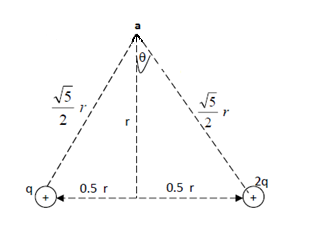 a
θ
√5/2 r
√5/2 r
r
q
0.5 r
0.5 r
2q
+
+